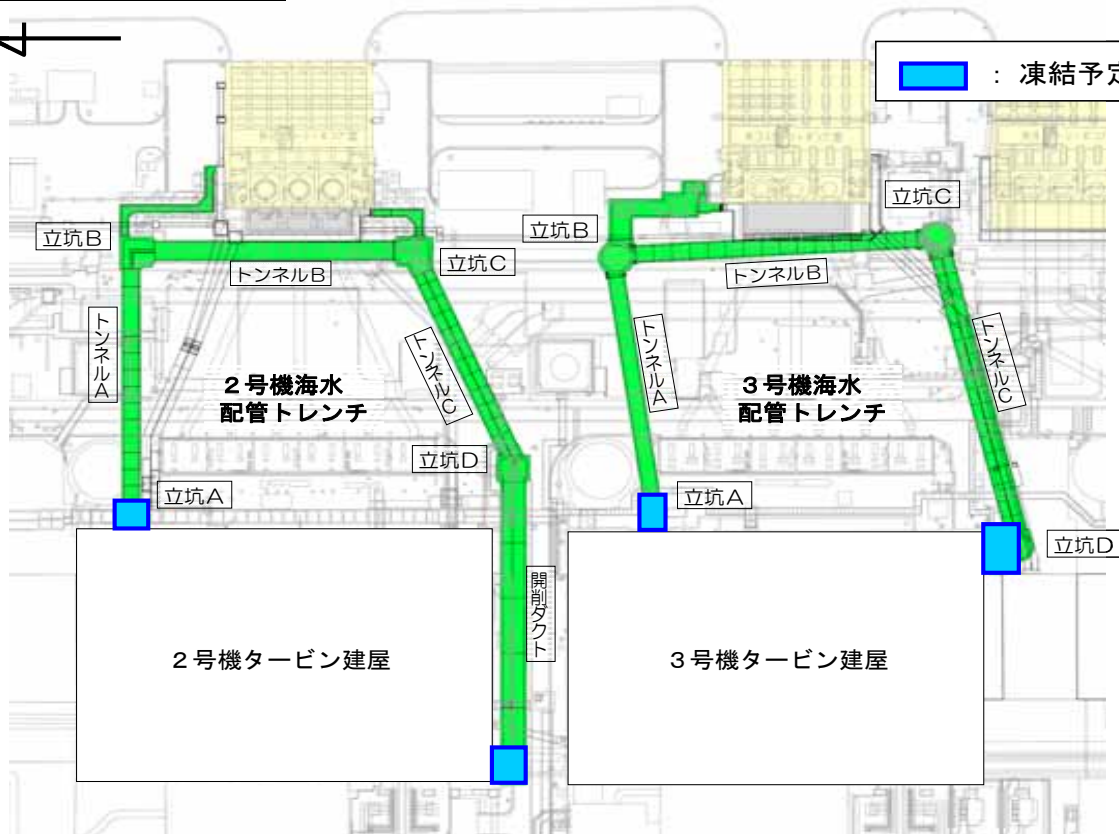 : 凍結予定
立坑C
立坑B
立坑B
立坑C
トンネルB
トンネルB
トンネルA
トンネルC
トンネルA
トンネルC
2号機海水
配管トレンチ
3号機海水
配管トレンチ
立坑D
立坑A
立坑A
立坑D
開削ダクト
2号機タービン建屋
3号機タービン建屋